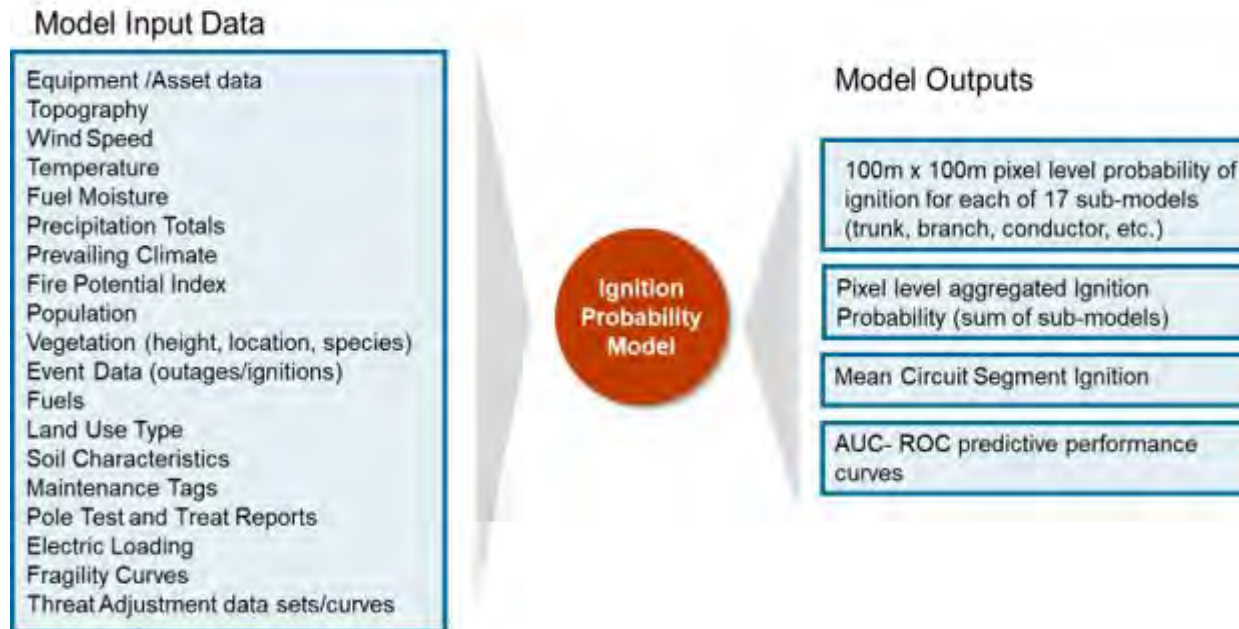 Model Input Data
Equipment /Asset data
Topography
Wind Speed
Temperature
Fuel Moisture
Precipitation Totals
Prevailing Climate
Fire Potential Index
Population
Vegetation (height, location, species)
Event Data (outages/ignitions)
Fuels
Land Use Type
Soil Characteristics
Maintenance Tags
Pole Test and Treat Reports
Electric Loading
Fragility Curves
Threat Adjustment data sets/curves
Ignition
Probability
Model
Model Outputs
100m x 100m pixel level probability of
ignition for each of 17 sub-models
(trunk, branch, conductor, etc.)
Pixel level aggregated Ignition
Probability (sum of sub-models)
Mean Circuit Segment Ignition
AUC- ROC predictive performance
curves